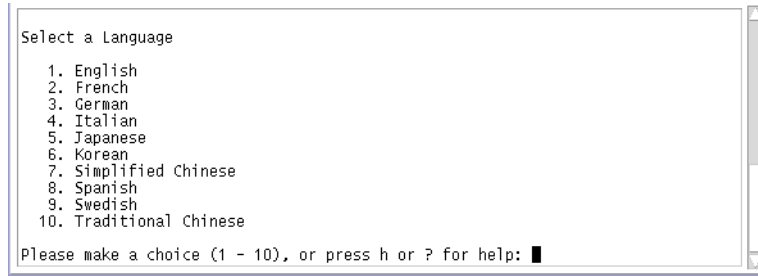 Select a Language
1. English
2. French
3. German
4. Italian
5. Japanese
6. Korean
7. Simplified Chinese
8. Spanish
9. Swedish
10. Traditional Chinese
Please make a choice (1 - 10), or press h or ? for help: